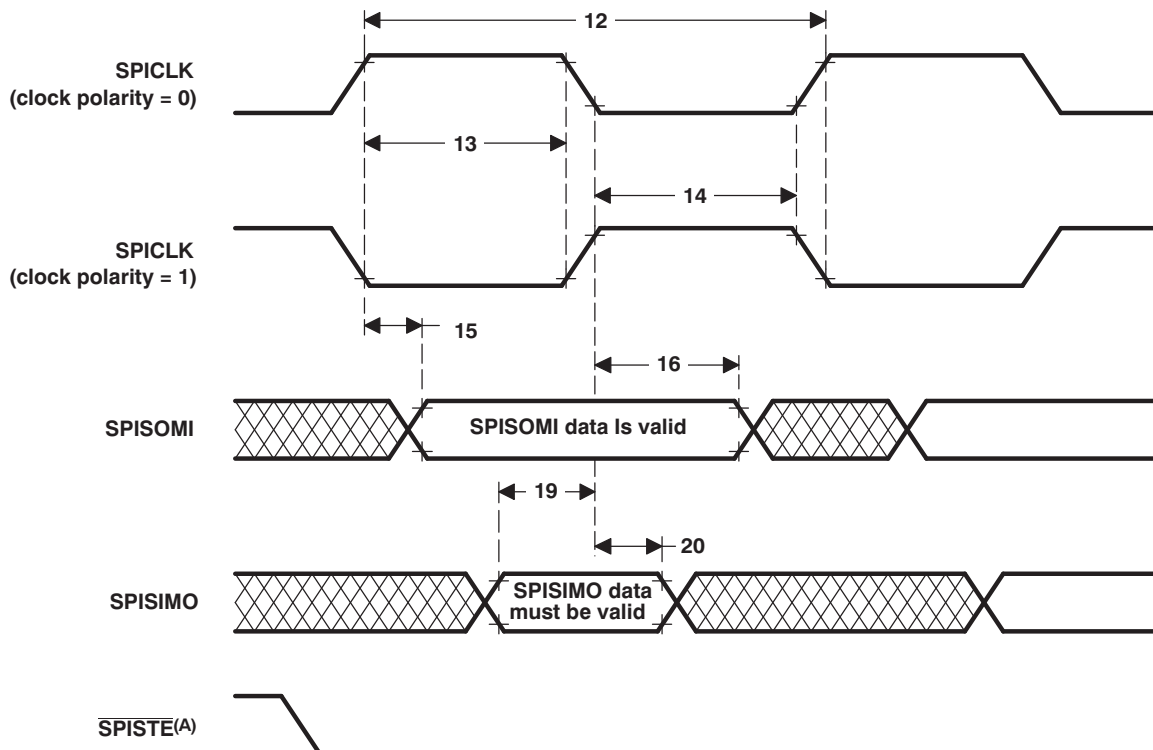 12
SPICLK
(clock polarity = 0)
13
14
SPICLK
(clock polarity = 1)
15
16
SPISOMI
SPISOMI data Is valid
19
20
SPISIMO
SPISIMO data
must be valid
SPISTE(A)